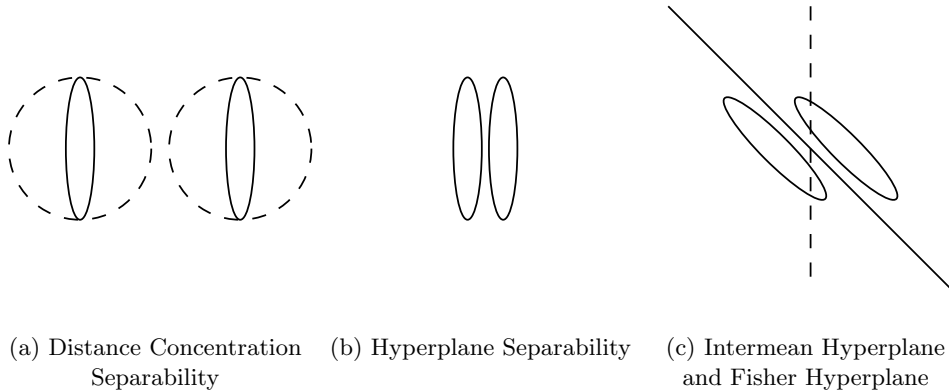 (a) Distance Concentration
Separability
(b) Hyperplane Separability
(c) Intermean Hyperplane
and Fisher Hyperplane